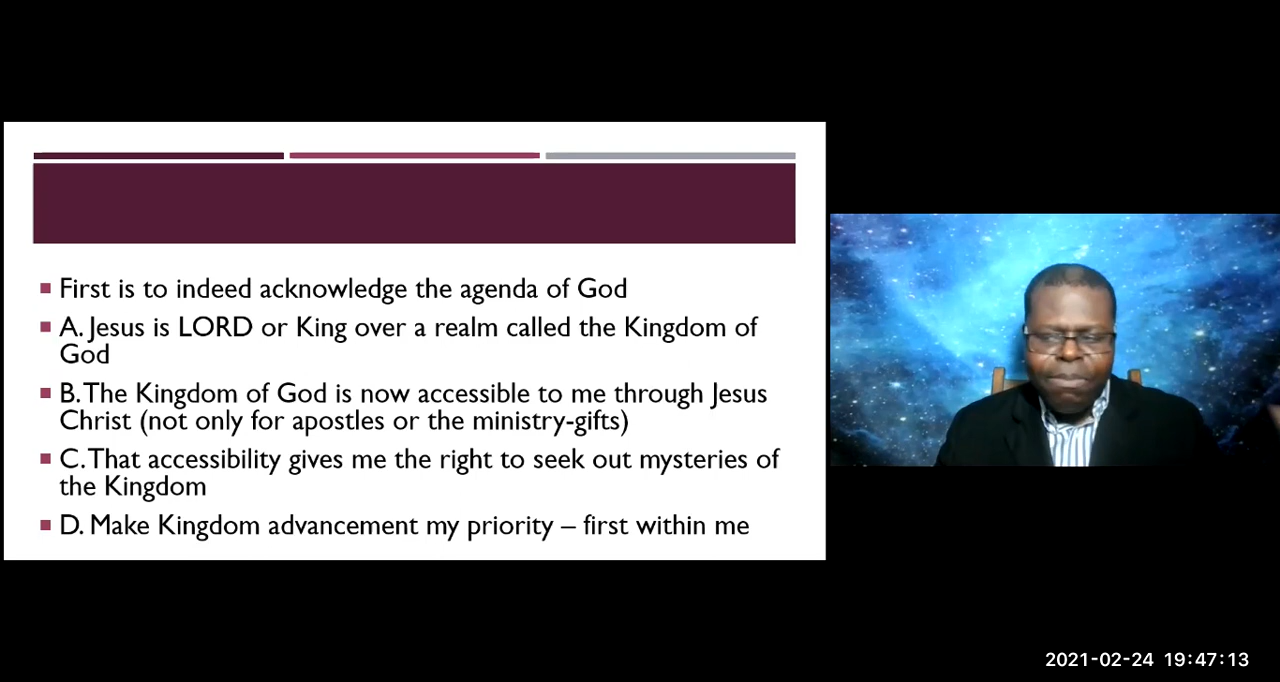 First is to indeed acknowledge the agenda of God
A. Jesus is LORD or King over a realm called the Kingdom of
God
B. The Kingdom of God is now accessible to me through Jesus
Christ (not only for apostles or the ministry-gifts)
C. That accessibility gives me the right to seek out mysteries of
the Kingdom
D. Make Kingdom advancement my priority – first within me
2021-02-24 19:47:13